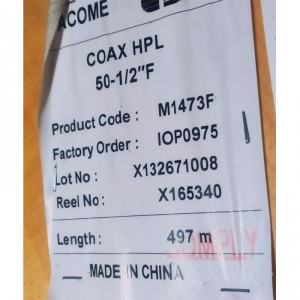 ACOME
COAX HPL
50-1/2"F
Product Code : M1473F
Factory Order : IOP0975
Lot No : X132671008
Reel No : X165340
Length : 497 m
MADE IN CHINA